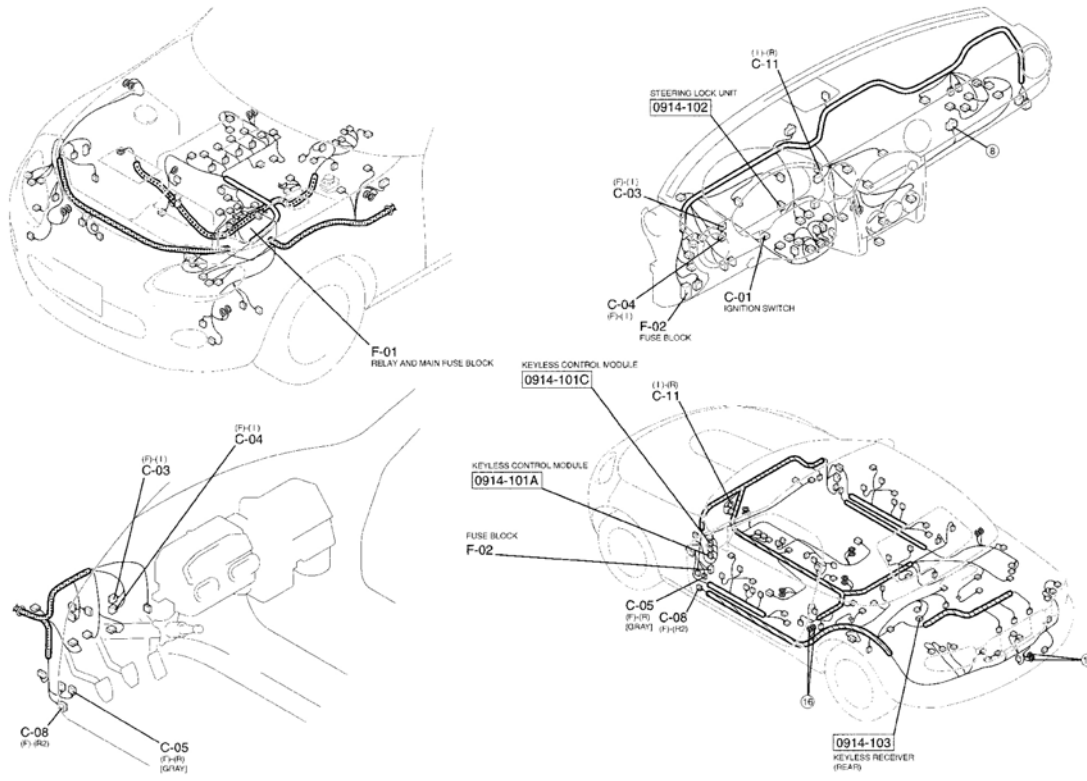 F-01
RELAY AND MAIN FUSE BLOCK
(I)-(R)
C-11
STEERING LOCK UNIT
0914-102
8
(F)-(I)
C-03
C-04
(F)-(I)
F-02
FUSE BLOCK
C-01
IGNITION SWITCH
(F)-(I)
C-04
(F)-(I)
C-03
C-08
(F)-(R2)
C-05
(F)-(R)
[GRAY]
KEYLESS CONTROL MODULE
0914-101C
(I)-(R)
C-11
KEYLESS CONTROL MODULE
0914-101A
FUSE BLOCK
F-02
C-05
(F)-(R)
[GRAY]
C-08
(F)-(R2)
16
0914-103
KEYLESS RECEIVER
(REAR)